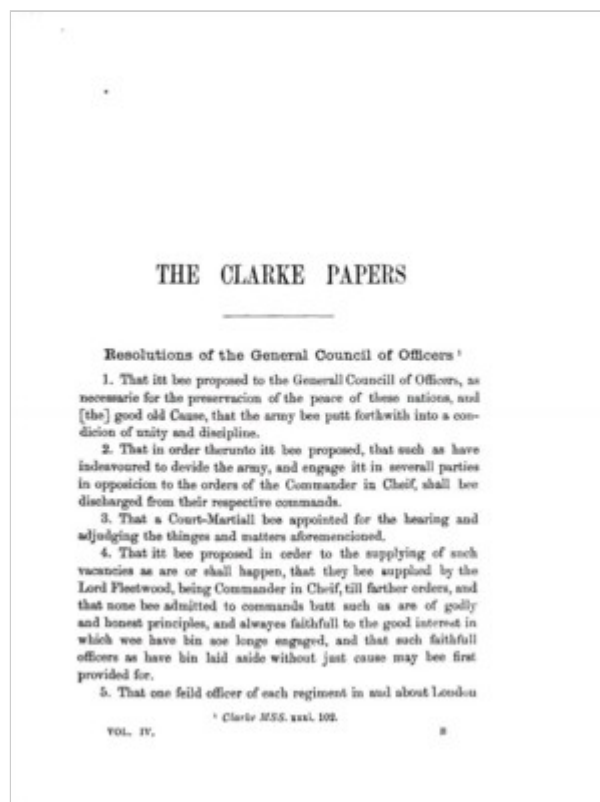 THE CLARKE PAPERS
Resolutions of the General Council of Officers ¹
1. That itt bee proposed to the Generall Councill of Officers, as
necessarie for the preservacion of the peace of these nations, and
[the] good old Cause, that the army bee putt forthwith into a con-
dicion of unity and discipline.
2. That in order therunto itt bee proposed, that such as have
indeavoured to devide the army, and engage itt in severall parties
in opposicion to the orders of the Commander in Cheif, shall bee
discharged from their respective commands.
3. That a Court-Martiall bee appointed for the hearing and
adjudging the thinges and matters aforemencioned.
4. That itt bee proposed in order to the supplying of such
vacancies as are or shall happen, that they bee supplied by the
Lord Fleetwood, being Commander in Cheif, till farther orders, and
that none bee admitted to commands butt such as are of godly
and honest principles, and alwayes faithfull to the good interest in
which wee have bin soe longe engaged, and that such faithfull
officers as have bin laid aside without just cause may bee first
provided for.
5. That one feild officer of each regiment in and about London
¹ Clarke MSS. xxxi. 102.
VOL. IV. B